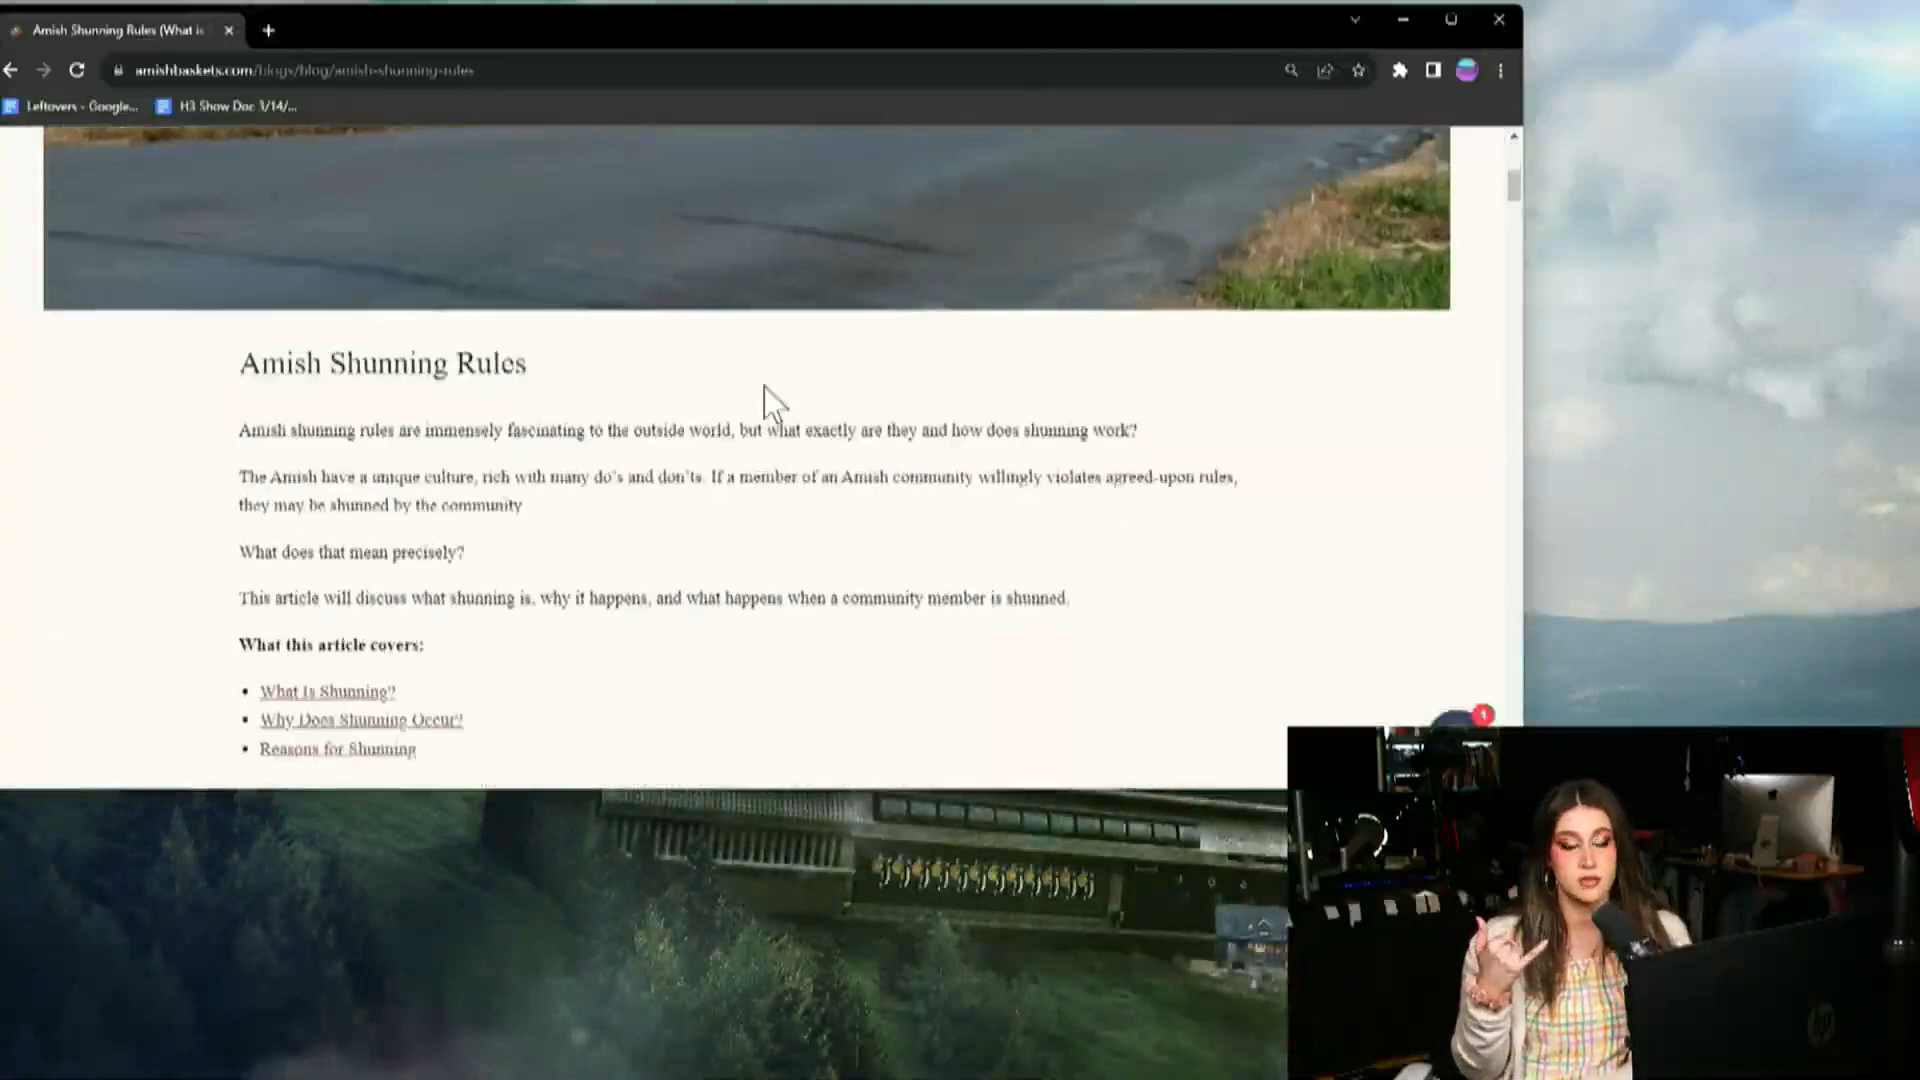 Amish Shunning Rules (What is
amishbaskets.com/blogs/blog/amish-shunning-rules
Leftovers - Google...
H3 Show Doc 3/14/...
Amish Shunning Rules
Amish shunning rules are immensely fascinating to the outside world, but what exactly are they and how does shunning work?
The Amish have a unique culture, rich with many do's and don'ts. If a member of an Amish community willingly violates agreed-upon rules,
they may be shunned by the community
What does that mean precisely?
This article will discuss what shunning is, why it happens, and what happens when a community member is shunned.
What this article covers:
• What Is Shunning?
• Why Does Shunning Occur?
• Reasons for Shunning
1
hp